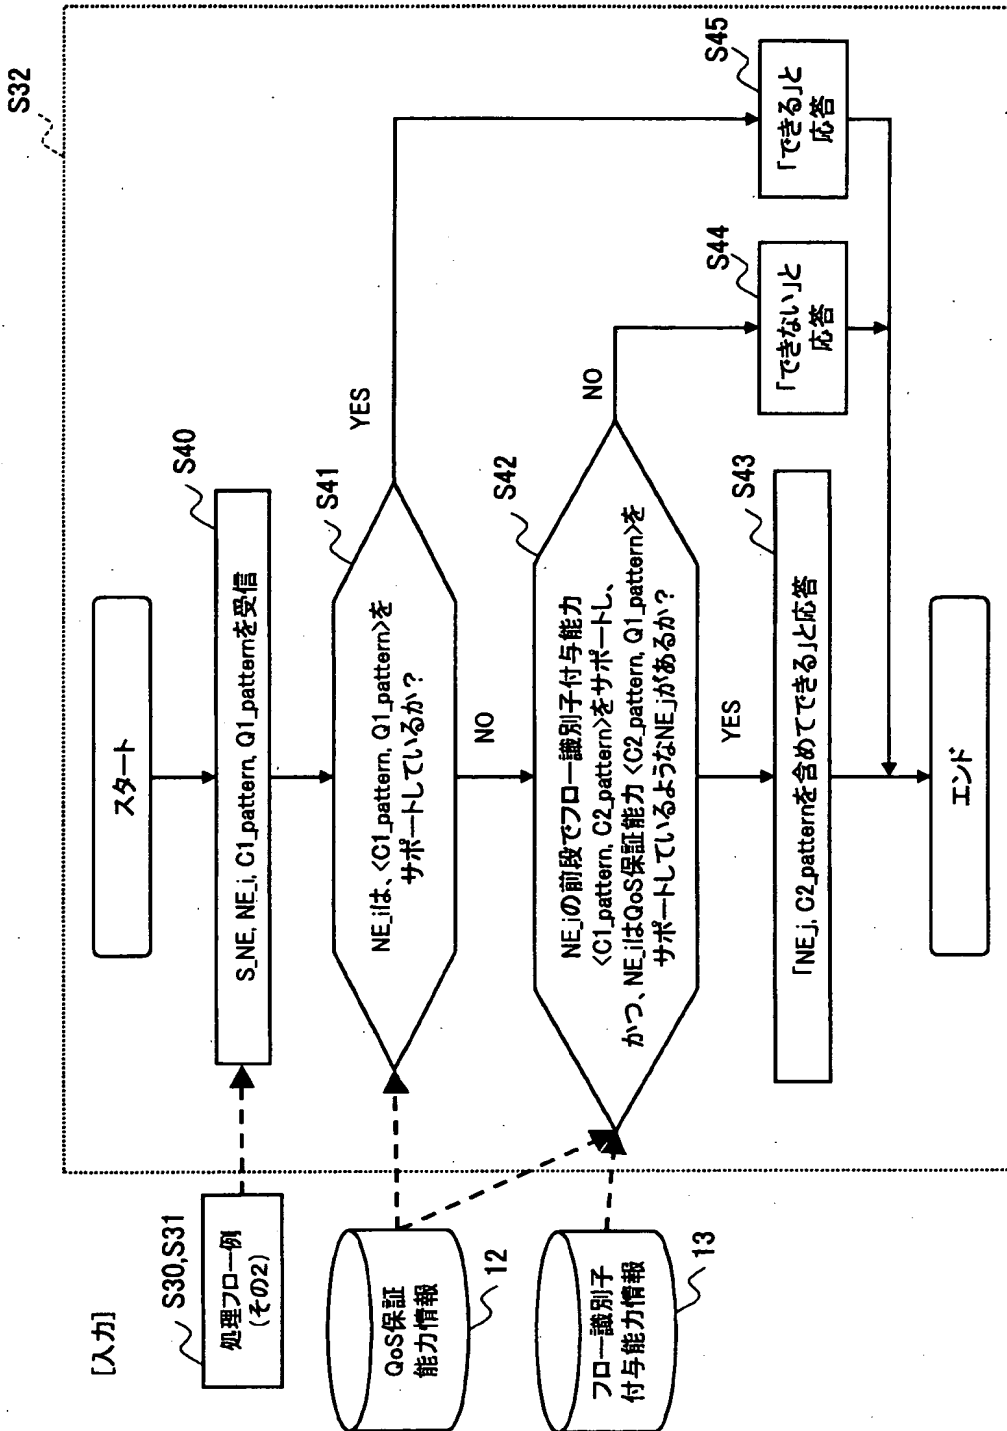 S32
[入力]
スタート
S30,S31
処理フロー例
(その2)
S40
S_NE, NE_i, C1_pattern, Q1_patternを受信
S41
NE_iは、<C1_pattern, Q1_pattern>を
サポートしているか?
YES
NO
QoS保証
能力情報
12
S42
NE_iの前段でフロー識別子付与能力
<C1_pattern, C2_pattern>をサポートし、
かつ、NE_iはQoS保証能力 <C2_pattern, Q1_pattern>を
サポートしているようなNE_jがあるか?
NO
YES
フロー識別子
付与能力情報
13
S43
「NE_j, C2_patternを含めてできる」と応答
S44
「できない」と
応答
S45
「できる」と
応答
エンド